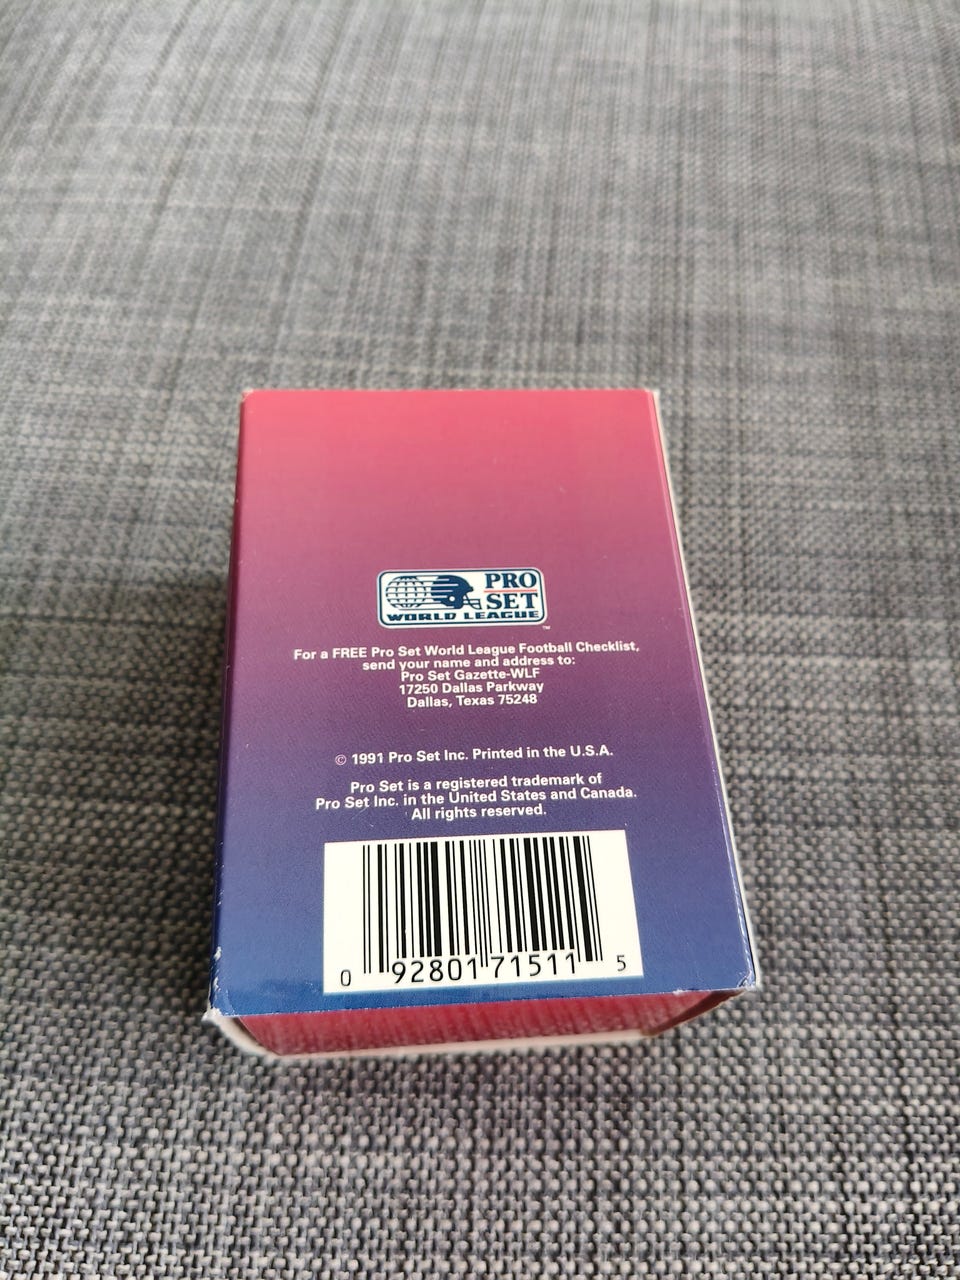 PRO
SET
WORLD LEAGUE
™
For a FREE Pro Set World League Football Checklist,
send your name and address to:
Pro Set Gazette-WLF
17250 Dallas Parkway
Dallas, Texas 75248
© 1991 Pro Set Inc. Printed in the U.S.A.
Pro Set is a registered trademark of
Pro Set Inc. in the United States and Canada.
All rights reserved.
0 92801 71511 5